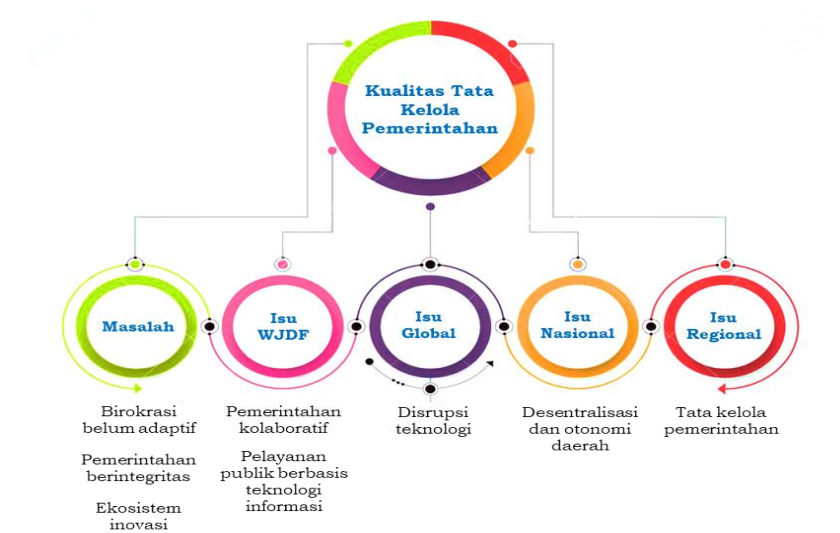 Kualitas Tata
Kelola
Pemerintahan
Masalah
Isu
WJDF
Isu
Global
Isu
Nasional
Isu
Regional
Birokrasi
belum adaptif
Pemerintahan
berintegritas
Ekosistem
inovasi
Pemerintahan
kolaboratif
Pelayanan
publik berbasis
teknologi
informasi
Disrupsi
teknologi
Desentralisasi
dan otonomi
daerah
Tata kelola
pemerintahan